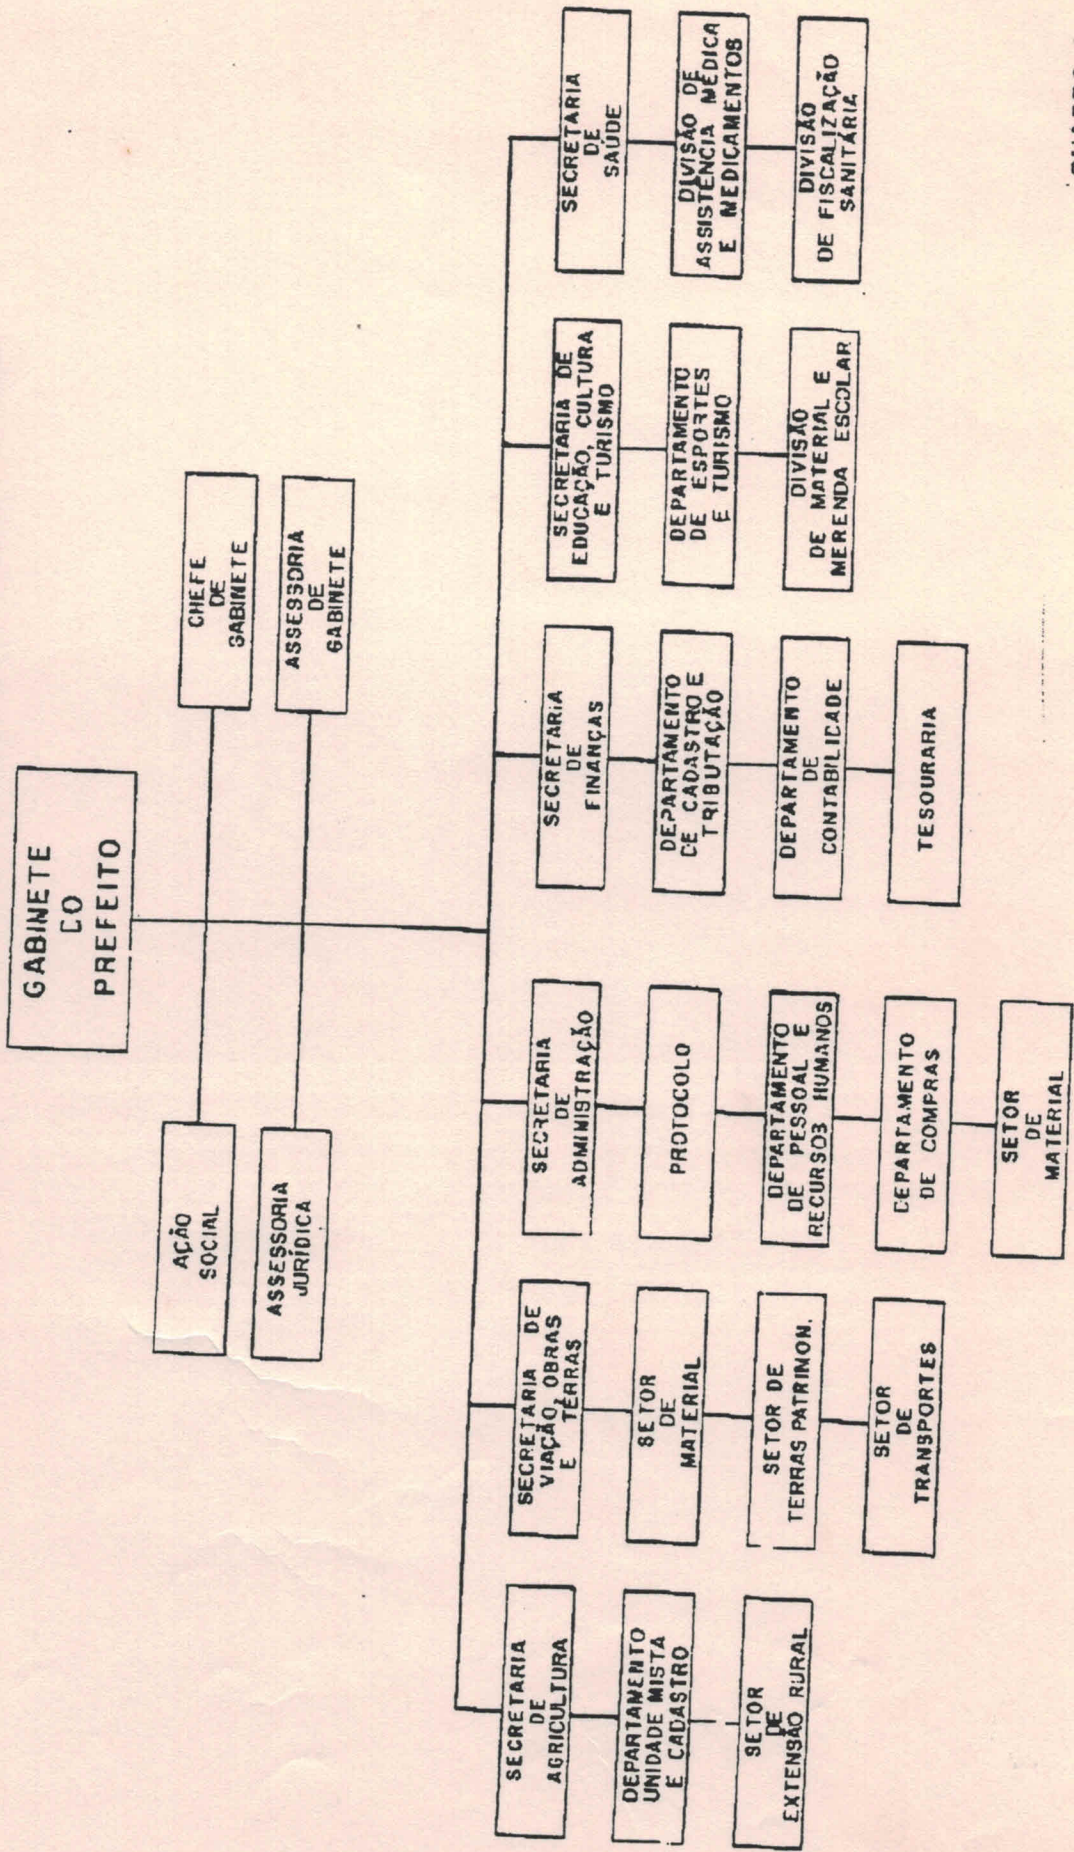 GABINETE
CO
PREFEITO
AÇÃO
SOCIAL
CHEFE
DE
GABINETE
ASSESSORIA
JURÍDICA
ASSESSORIA
DE
GABINETE
SECRETARIA
DE
AGRICULTURA
DEPARTAMENTO
UNIDADE MISTA
E CADASTRO
SETOR
DE
EXTENSÃO RURAL
SECRETARIA DE
VIAÇÃO, OBRAS
E TERRAS
SETOR
DE
MATERIAL
SETOR DE
TERRAS PATRIMON.
SETOR
DE
TRANSPORTES
SECRETARIA
DE
ADMINISTRAÇÃO
PROTOCOLO
DEPARTAMENTO
DE PESSOAL E
RECURSOS HUMANOS
DEPARTAMENTO
DE COMPRAS
SETOR
DE
MATERIAL
SECRETARIA
DE
FINANÇAS
DEPARTAMENTO
DE CADASTRO E
TRIBUTAÇÃO
DEPARTAMENTO
DE
CONTABILIDADE
TESOURARIA
SECRETARIA DE
EDUCAÇÃO, CULTURA
E TURISMO
DEPARTAMENTO
DE ESPORTES
E TURISMO
DIVISÃO
DE MATERIAL E
MERENDA ESCOLAR
SECRETARIA
DE
SAÚDE
DIVISÃO DE
ASSISTÊNCIA MÉDICA
E MEDICAMENTOS
DIVISÃO
DE FISCALIZAÇÃO
SANITÁRIA